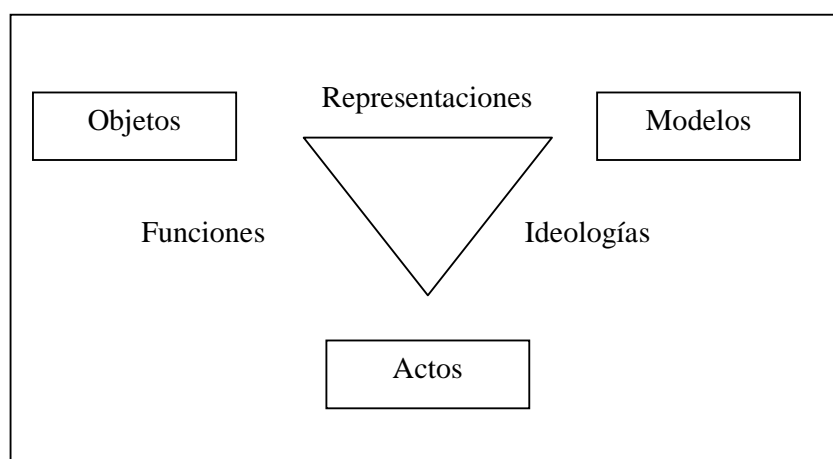 Representaciones
Objetos
Modelos
Funciones
Ideologías
Actos